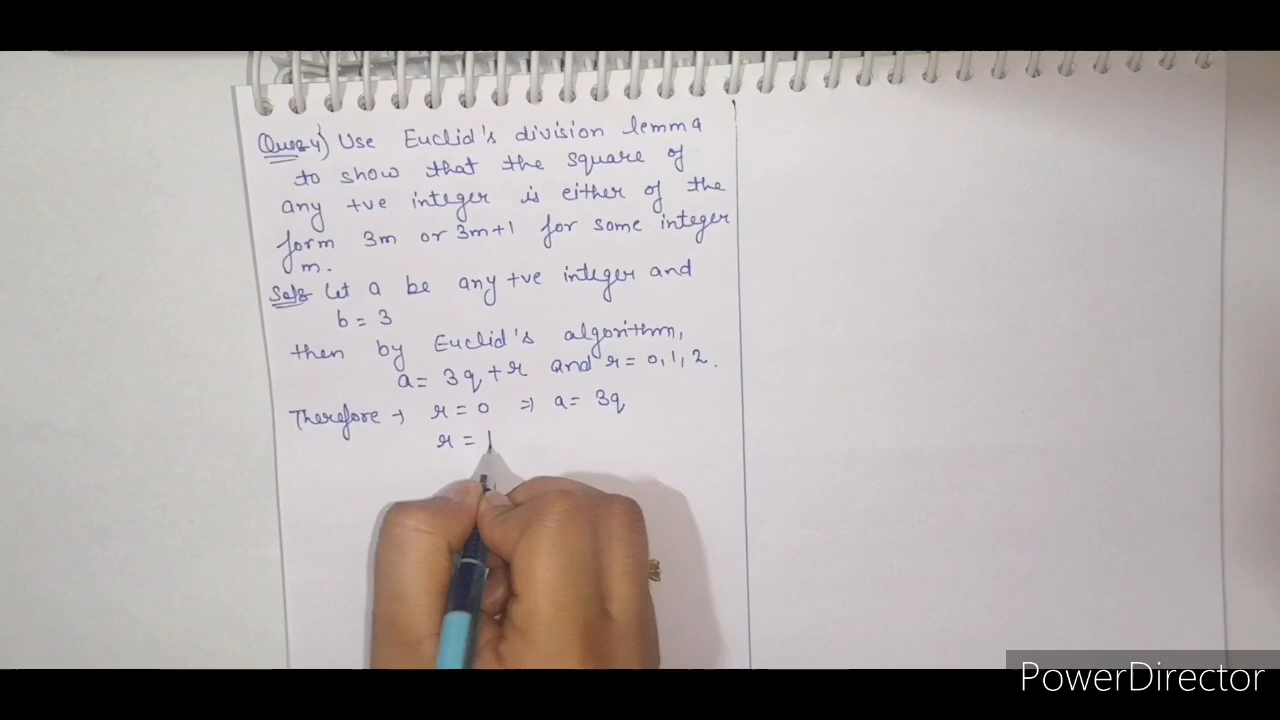 Ques4) Use Euclid's division lemma
to show that the square of
any +ve integer is either of the
form 3m or 3m+1 for some integer
m.
Sol: Let a be any +ve integer and
b = 3
then by Euclid's algorithm,
a = 3q + r and r = 0, 1, 2.
Therefore → r = 0 ⇒ a = 3q
r = 1
PowerDirector